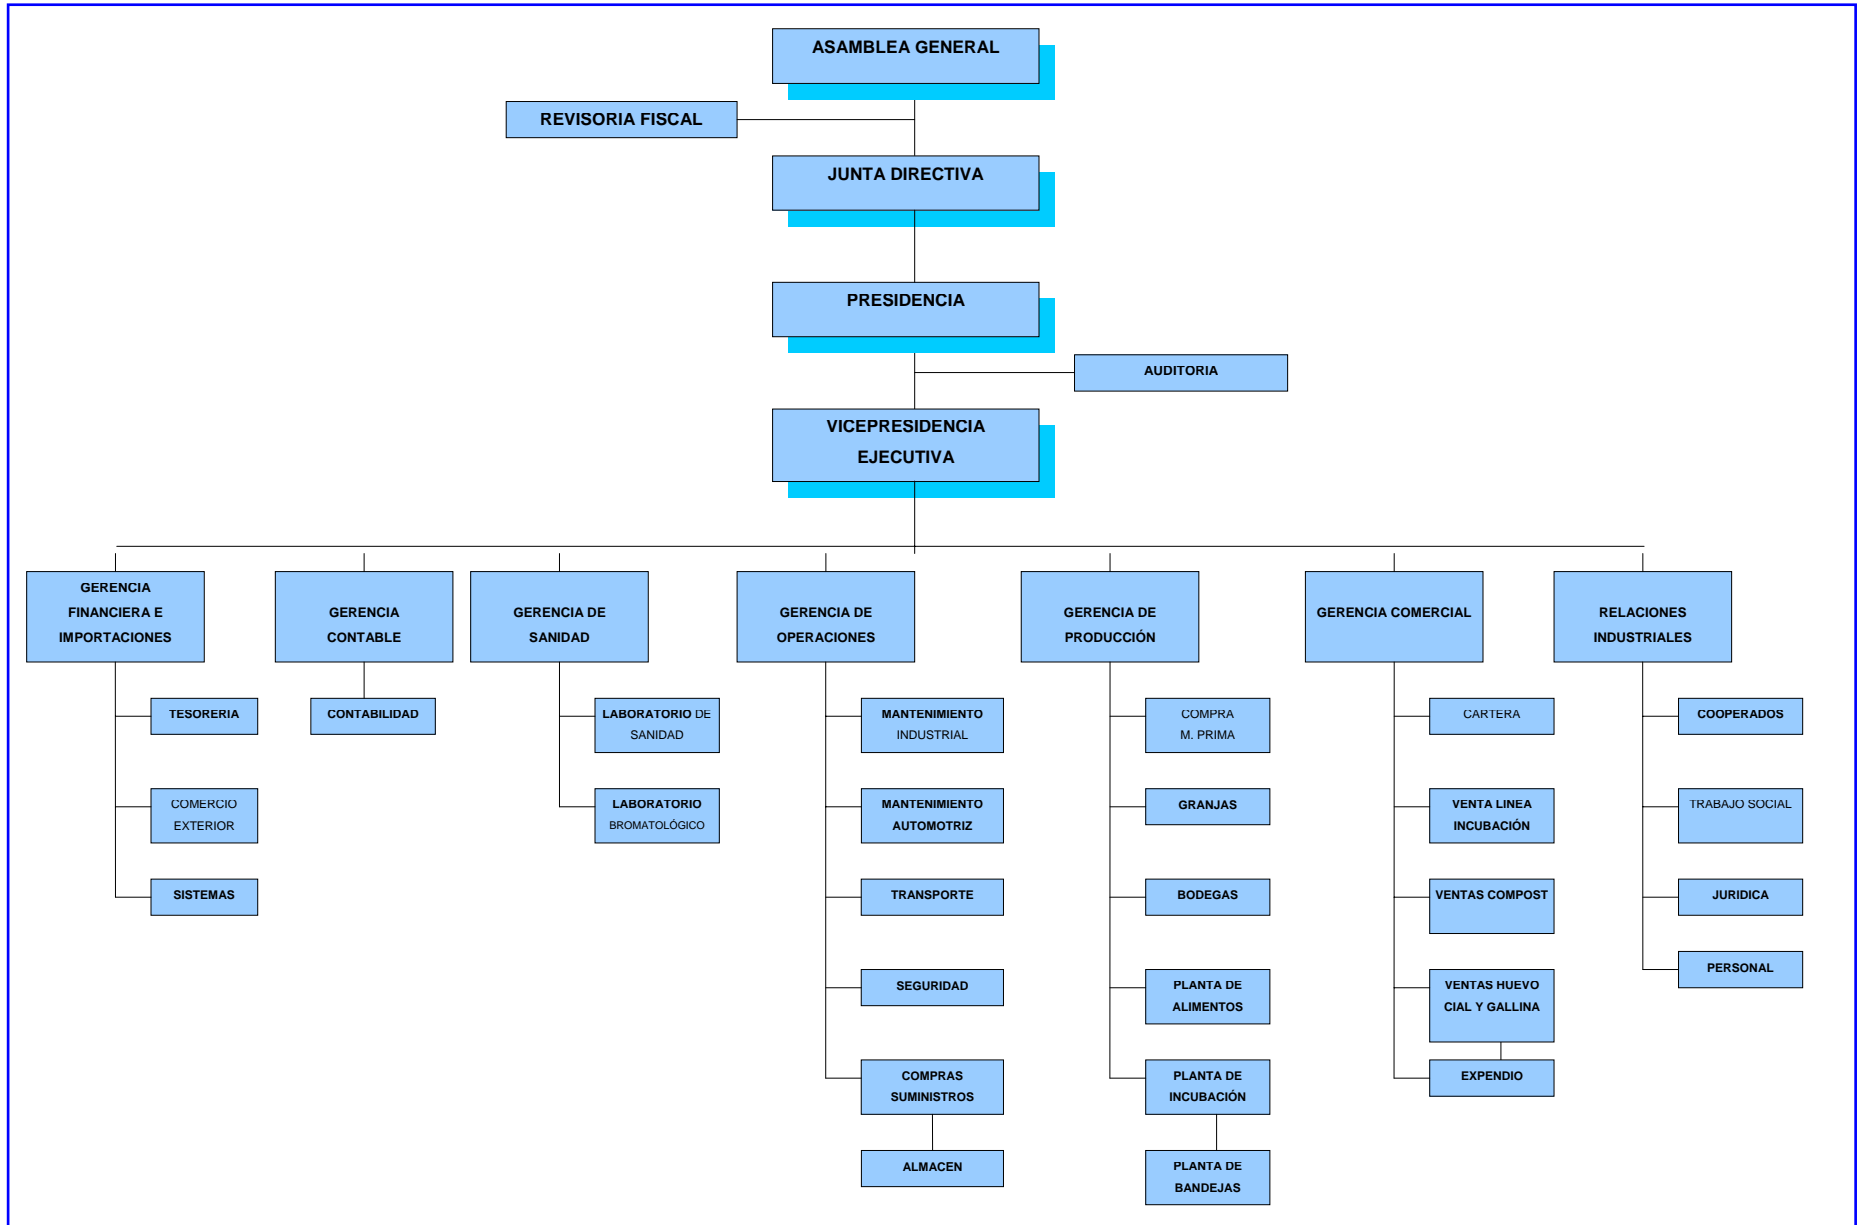 ASAMBLEA GENERAL
REVISORIA FISCAL
JUNTA DIRECTIVA
PRESIDENCIA
AUDITORIA
VICEPRESIDENCIA
EJECUTIVA
GERENCIA
FINANCIERA E
IMPORTACIONES
GERENCIA
CONTABLE
GERENCIA DE
SANIDAD
GERENCIA DE
OPERACIONES
GERENCIA DE
PRODUCCIÓN
GERENCIA COMERCIAL
RELACIONES
INDUSTRIALES
TESORERIA
COMERCIO
EXTERIOR
SISTEMAS
CONTABILIDAD
LABORATORIO DE
SANIDAD
LABORATORIO
BROMATOLÓGICO
MANTENIMIENTO
INDUSTRIAL
MANTENIMIENTO
AUTOMOTRIZ
TRANSPORTE
SEGURIDAD
COMPRAS
SUMINISTROS
ALMACEN
COMPRA
M. PRIMA
GRANJAS
BODEGAS
PLANTA DE
ALIMENTOS
PLANTA DE
INCUBACIÓN
PLANTA DE
BANDEJAS
CARTERA
VENTA LINEA
INCUBACIÓN
VENTAS COMPOST
VENTAS HUEVO
CIAL Y GALLINA
EXPENDIO
COOPERADOS
TRABAJO SOCIAL
JURIDICA
PERSONAL